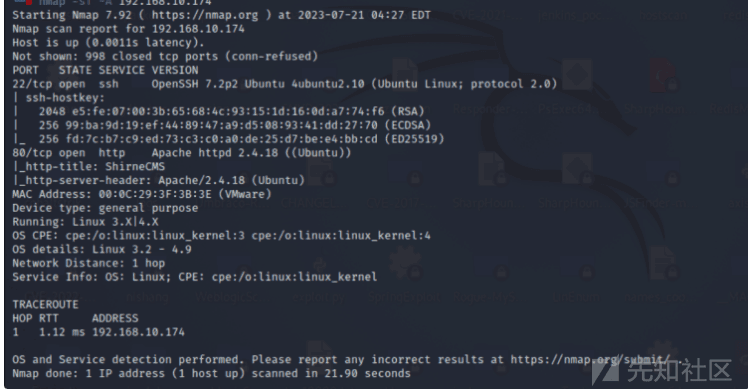 nmap -sT -A 192.168.10.174
Starting Nmap 7.92 ( https://nmap.org ) at 2023-07-21 04:27 EDT
Nmap scan report for 192.168.10.174
Host is up (0.0011s latency).
Not shown: 998 closed tcp ports (conn-refused)
PORT   STATE SERVICE VERSION
22/tcp open  ssh     OpenSSH 7.2p2 Ubuntu 4ubuntu2.10 (Ubuntu Linux; protocol 2.0)
| ssh-hostkey:
|   2048 e5:fe:07:00:3b:65:68:4c:93:15:1d:16:0d:a7:74:f6 (RSA)
|   256 99:ba:9d:19:ef:44:89:47:a9:d5:08:93:41:dd:27:70 (ECDSA)
|_  256 fd:7c:b7:c9:ed:73:c3:c0:a0:de:25:d7:be:e4:bb:cd (ED25519)
80/tcp open  http    Apache httpd 2.4.18 ((Ubuntu))
|_http-title: ShirneCMS
|_http-server-header: Apache/2.4.18 (Ubuntu)
MAC Address: 00:0C:29:3F:3B:3E (VMware)
Device type: general purpose
Running: Linux 3.X|4.X
OS CPE: cpe:/o:linux:linux_kernel:3 cpe:/o:linux:linux_kernel:4
OS details: Linux 3.2 - 4.9
Network Distance: 1 hop
Service Info: OS: Linux; CPE: cpe:/o:linux:linux_kernel
TRACEROUTE
HOP RTT     ADDRESS
1   1.12 ms 192.168.10.174
OS and Service detection performed. Please report any incorrect results at https://nmap.org/submit/ .
Nmap done: 1 IP address (1 host up) scanned in 21.90 seconds
先知社区